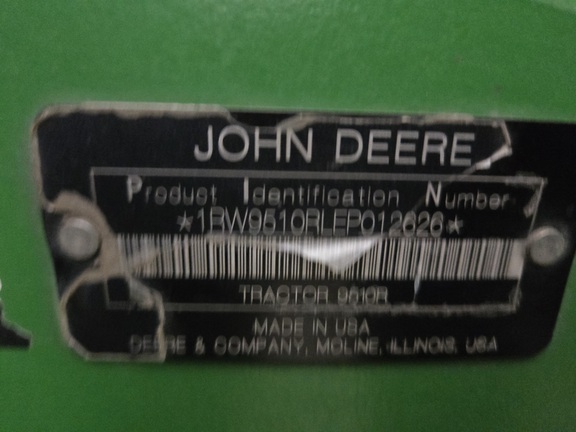 JOHN DEERE
Product Identification Number
*1RW9510RLEP012626*
TRACTOR 9510R
MADE IN USA
DEERE & COMPANY, MOLINE, ILLINOIS, USA